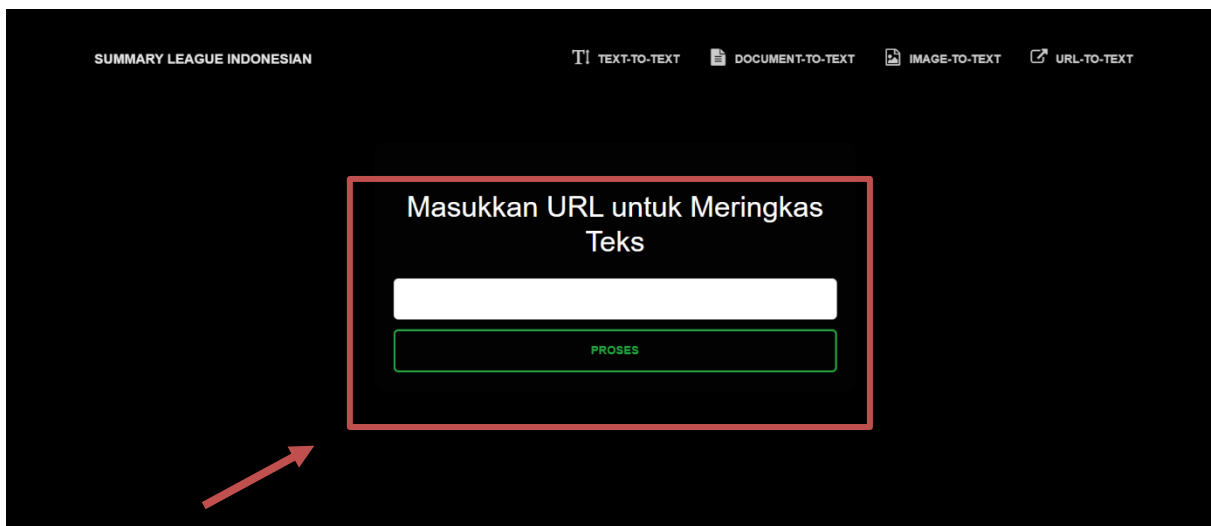 SUMMARY LEAGUE INDONESIAN
TEXT-TO-TEXT
DOCUMENT-TO-TEXT
IMAGE-TO-TEXT
URL-TO-TEXT
Masukkan URL untuk Meringkas
Teks
PROSES